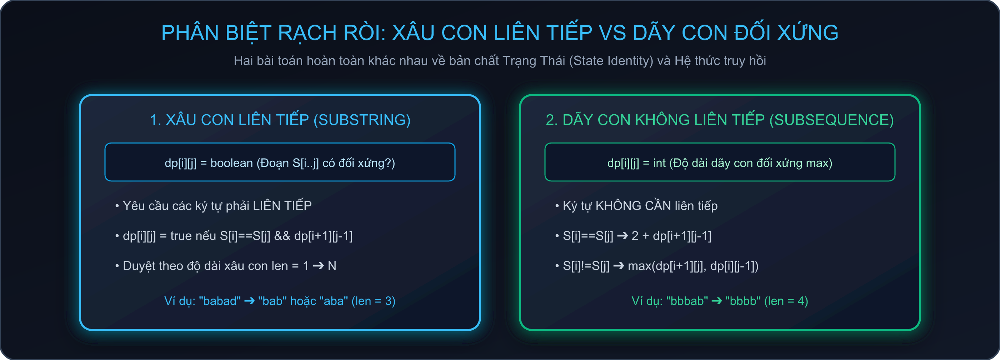 PHÂN BIỆT RẠCH RÒI: XÂU CON LIÊN TIẾP VS DÃY CON ĐỐI XỨNG
Hai bài toán hoàn toàn khác nhau về bản chất Trạng Thái (State Identity) và Hệ thức truy hồi
1. XÂU CON LIÊN TIẾP (SUBSTRING)
dp[i][j] = boolean (Đoạn S[i..j] có đối xứng?)
• Yêu cầu các ký tự phải LIÊN TIẾP
• dp[i][j] = true nếu S[i]==S[j] && dp[i+1][j-1]
• Duyệt theo độ dài xâu con len = 1 ➔ N
Ví dụ: "babad" ➔ "bab" hoặc "aba" (len = 3)
2. DÃY CON KHÔNG LIÊN TIẾP (SUBSEQUENCE)
dp[i][j] = int (Độ dài dãy con đối xứng max)
• Ký tự KHÔNG CẦN liên tiếp
• S[i]==S[j] ➔ 2 + dp[i+1][j-1]
• S[i]!=S[j] ➔ max(dp[i+1][j], dp[i][j-1])
Ví dụ: "bbbab" ➔ "bbbb" (len = 4)